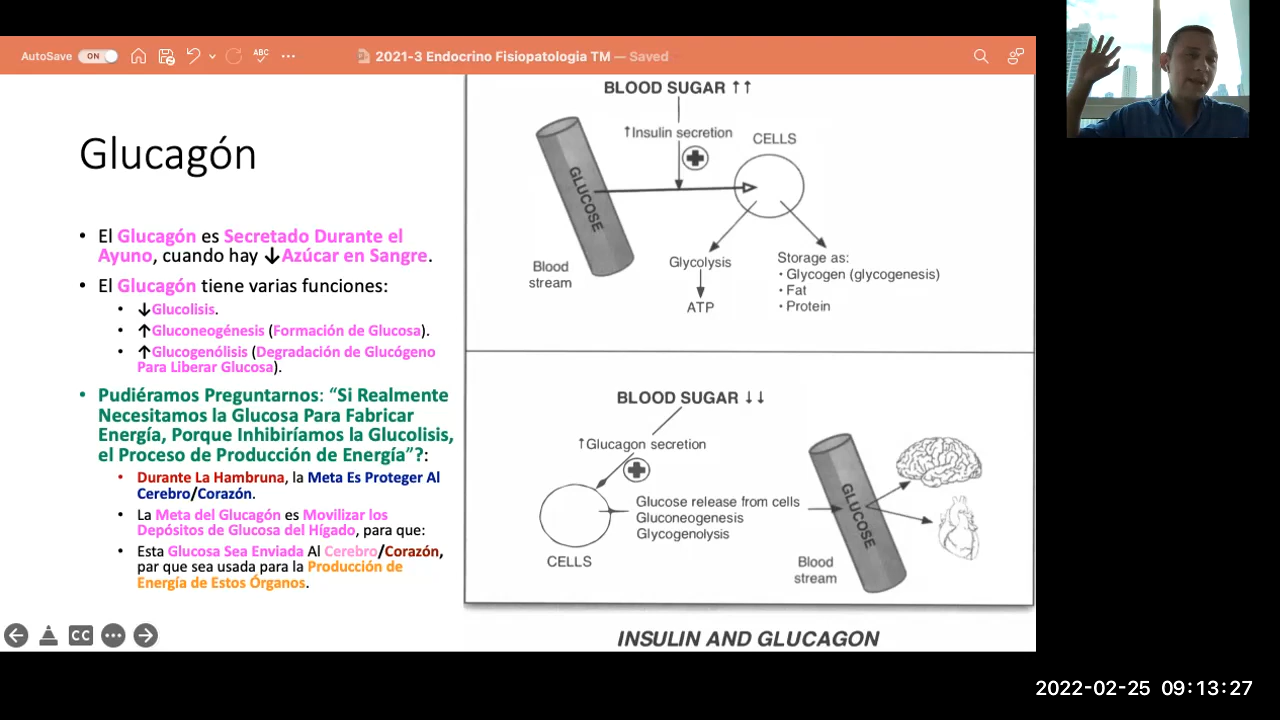 AutoSave ON ABC ... 2021-3 Endocrino Fisiopatologia TM — Saved
Glucagón
• El Glucagón es Secretado Durante el
Ayuno, cuando hay ↓Azúcar en Sangre.
• El Glucagón tiene varias funciones:
• ↓Glucolisis.
• ↑Gluconeogénesis (Formación de Glucosa).
• ↑Glucogenólisis (Degradación de Glucógeno
Para Liberar Glucosa).
• Pudiéramos Preguntarnos: “Si Realmente
Necesitamos la Glucosa Para Fabricar
Energía, Porque Inhibiríamos la Glucolisis,
el Proceso de Producción de Energía”?:
• Durante La Hambruna, la Meta Es Proteger Al
Cerebro/Corazón.
• La Meta del Glucagón es Movilizar los
Depósitos de Glucosa del Hígado, para que:
• Esta Glucosa Sea Enviada Al Cerebro/Corazón,
par que sea usada para la Producción de
Energía de Estos Órganos.
BLOOD SUGAR ↑↑
↑Insulin secretion
CELLS
GLUCOSE
Blood
stream
Glycolysis
ATP
Storage as:
• Glycogen (glycogenesis)
• Fat
• Protein
BLOOD SUGAR ↓↓
↑Glucagon secretion
CELLS
Glucose release from cells
Gluconeogenesis
Glycogenolysis
GLUCOSE
Blood
stream
INSULIN AND GLUCAGON
CC
2022-02-25 09:13:27